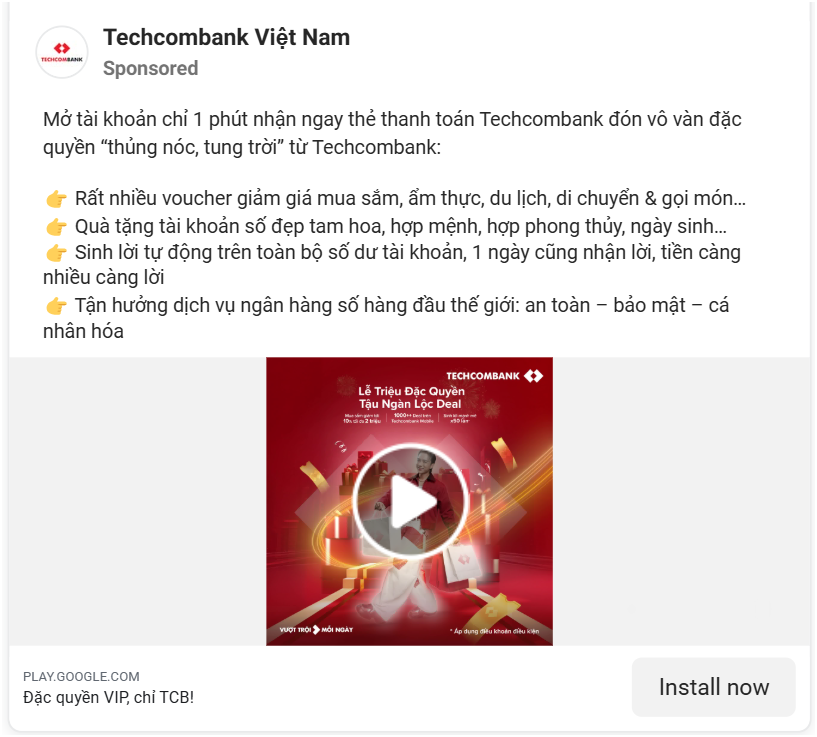 TECHCOMBANK
Techcombank Việt Nam
Sponsored
Mở tài khoản chỉ 1 phút nhận ngay thẻ thanh toán Techcombank đón vô vàn đặc
quyền “thủng nóc, tung trời” từ Techcombank:
👉 Rất nhiều voucher giảm giá mua sắm, ẩm thực, du lịch, di chuyển & gọi món…
👉 Quà tặng tài khoản số đẹp tam hoa, hợp mệnh, hợp phong thủy, ngày sinh…
👉 Sinh lời tự động trên toàn bộ số dư tài khoản, 1 ngày cũng nhận lời, tiền càng
nhiều càng lời
👉 Tận hưởng dịch vụ ngân hàng số hàng đầu thế giới: an toàn – bảo mật – cá
nhân hóa
TECHCOMBANK
Lễ Triệu Đặc Quyền
Tậu Ngàn Lộc Deal
1000++ Deal trên
Techcombank Mobile
VƯỢT TRỘI MỖI NGÀY
* Áp dụng điều khoản điều kiện
PLAY.GOOGLE.COM
Đặc quyền VIP, chỉ TCB!
Install now